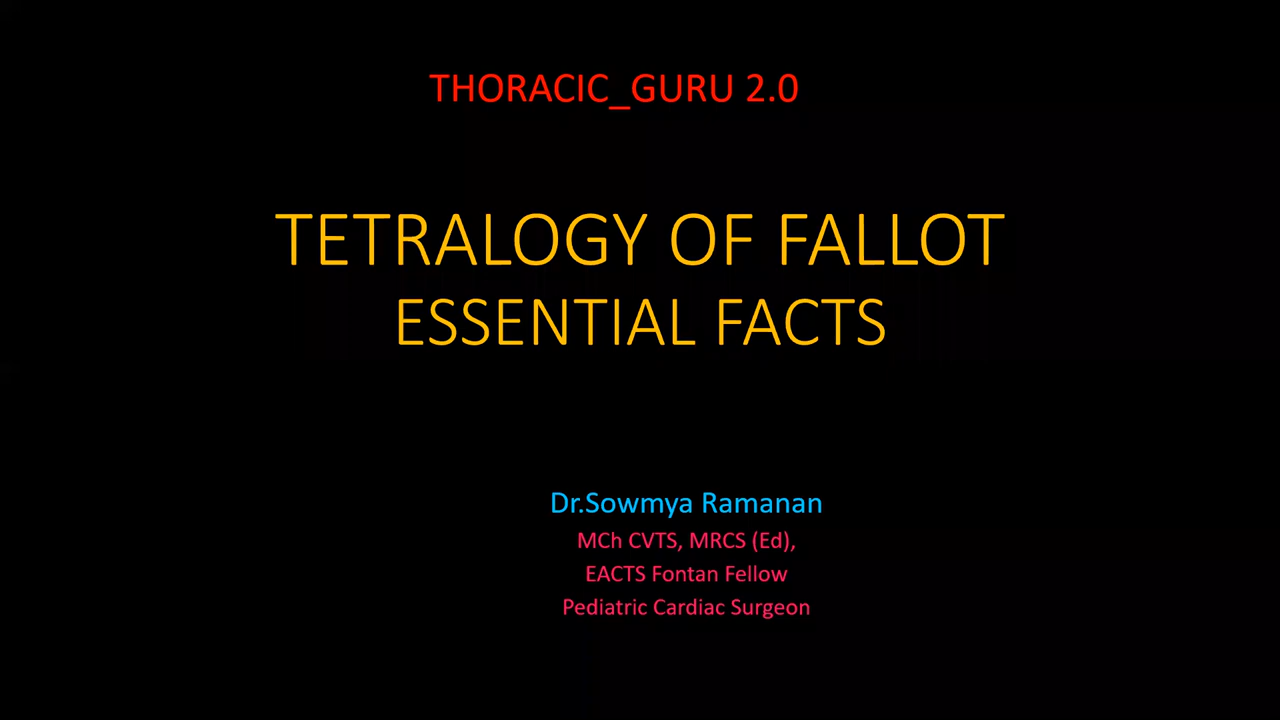 THORACIC_GURU 2.0
TETRALOGY OF FALLOT
ESSENTIAL FACTS
Dr.Sowmya Ramanan
MCh CVTS, MRCS (Ed),
EACTS Fontan Fellow
Pediatric Cardiac Surgeon